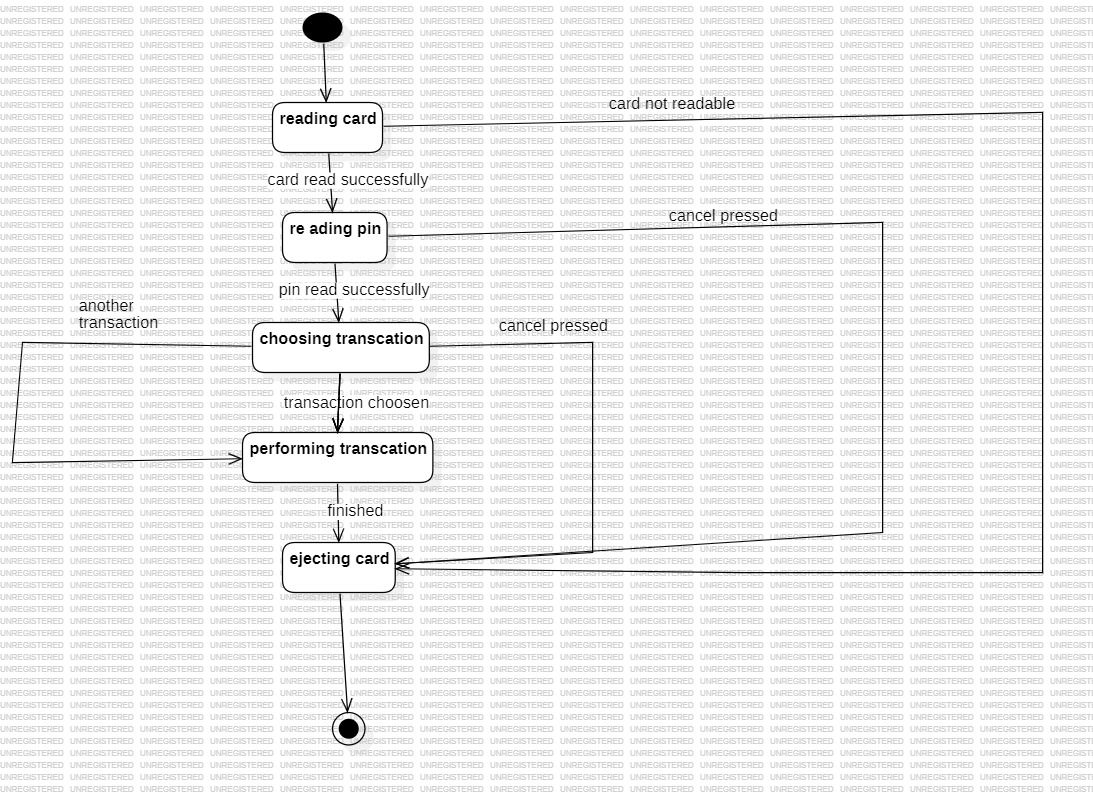 reading card
card not readable
card read successfully
re ading pin
cancel pressed
pin read successfully
another
transaction
choosing transcation
cancel pressed
transaction choosen
performing transcation
finished
ejecting card
UNREGISTERED